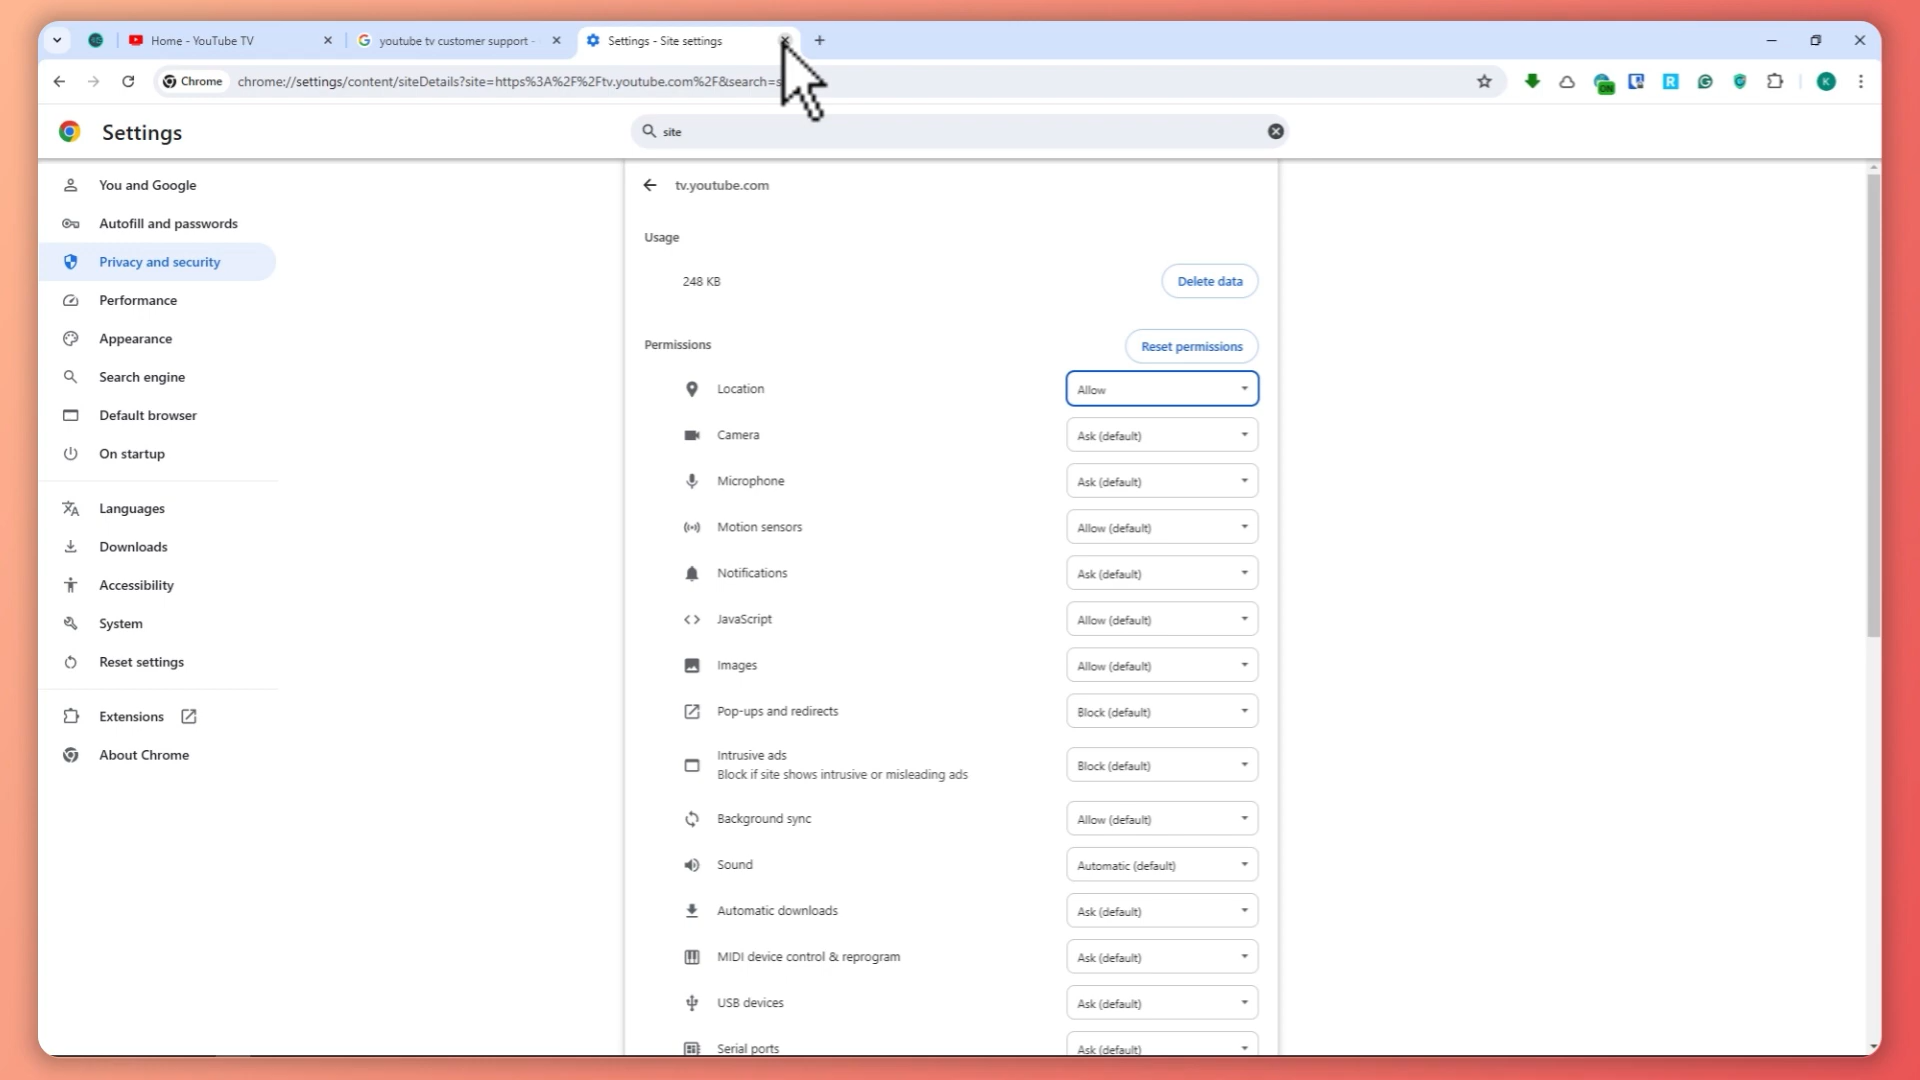 Home - YouTube TV
youtube tv customer support -
Settings - Site settings
Chrome
chrome://settings/content/siteDetails?site=https%3A%2F%2Ftv.youtube.com%2F&search=s
ON
K
Settings
site
You and Google
Autofill and passwords
Privacy and security
Performance
Appearance
Search engine
Default browser
On startup
Languages
Downloads
Accessibility
System
Reset settings
Extensions
About Chrome
tv.youtube.com
Usage
248 KB
Delete data
Permissions
Reset permissions
Location
Allow
Camera
Ask (default)
Microphone
Ask (default)
Motion sensors
Allow (default)
Notifications
Ask (default)
JavaScript
Allow (default)
Images
Allow (default)
Pop-ups and redirects
Block (default)
Intrusive ads
Block if site shows intrusive or misleading ads
Block (default)
Background sync
Allow (default)
Sound
Automatic (default)
Automatic downloads
Ask (default)
MIDI device control & reprogram
Ask (default)
USB devices
Ask (default)
Serial ports
Ask (default)